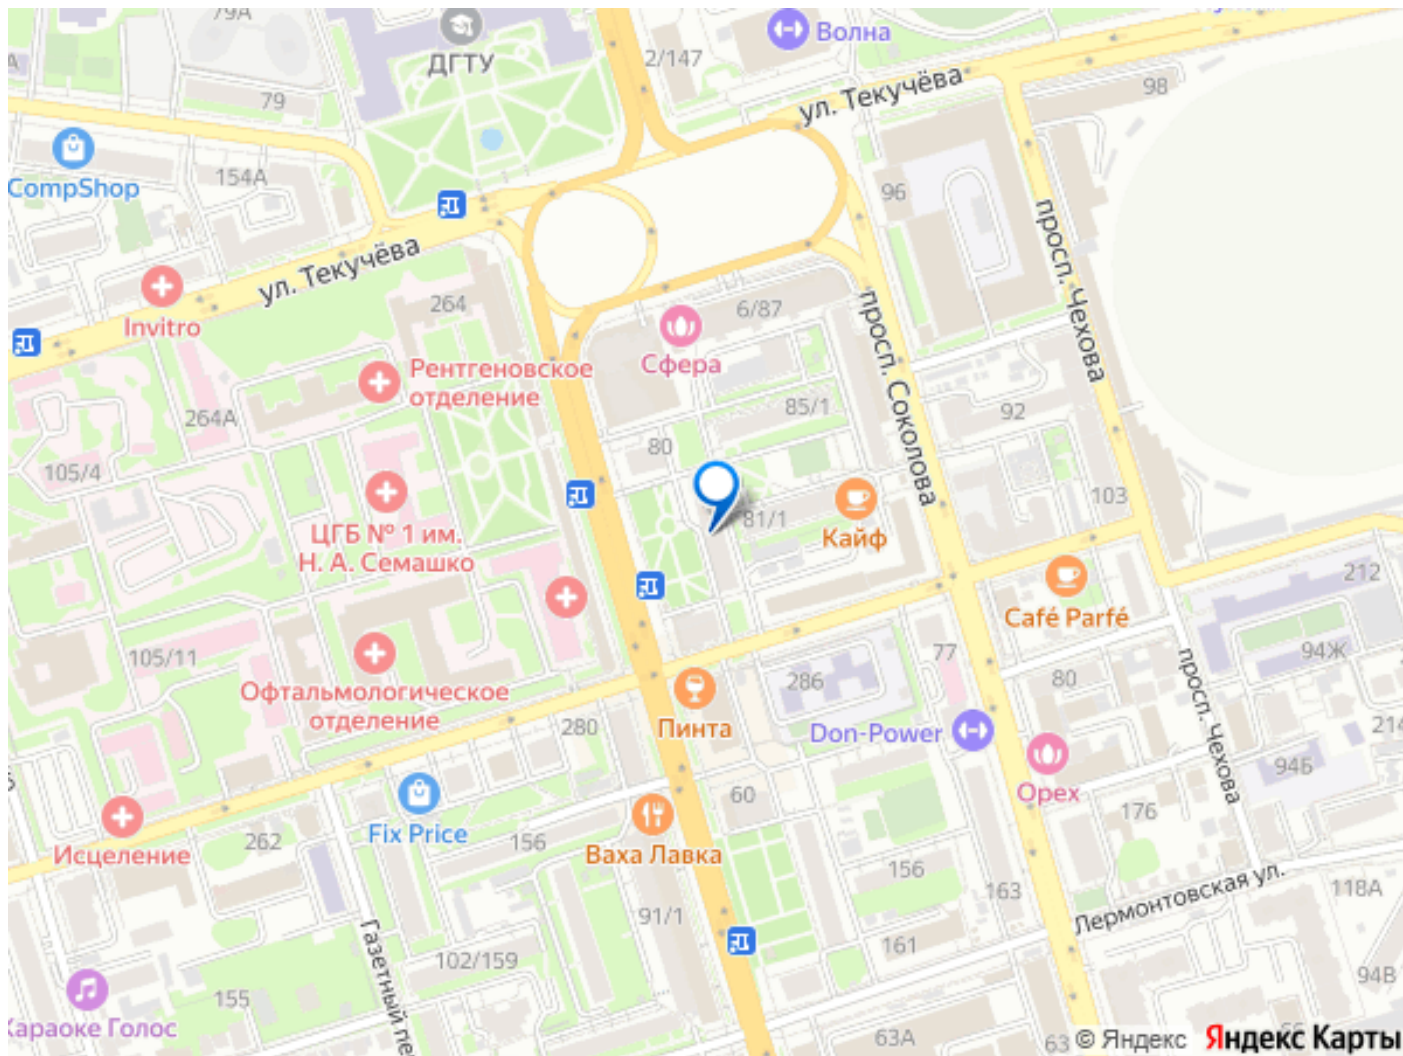 79А
ДГТУ
Волна
2/147
ул. Текучёва
98
79
CompShop
154А
96
ул. Текучёва
просп. Чехова
Invitro
264
6/87
Сфера
просп. Соколова
Рентгеновское
отделение
264А
85/1
92
80
105/4
103
ЦГБ № 1 им.
Н. А. Семашко
81/1
Кайф
Café Parfé
212
105/11
77
94Ж
Офтальмологическое
отделение
286
80
просп. Чехова
280
Пинта
Don-Power
214
94Б
Орех
60
176
Fix Price
262
156
Исцеление
Ваха Лавка
156
163
118А
Лермонтовская ул.
91/1
Газетный пе
102/159
161
94В
155
Караоке Голос
63А
63
© Яндекс
Яндекс Карты